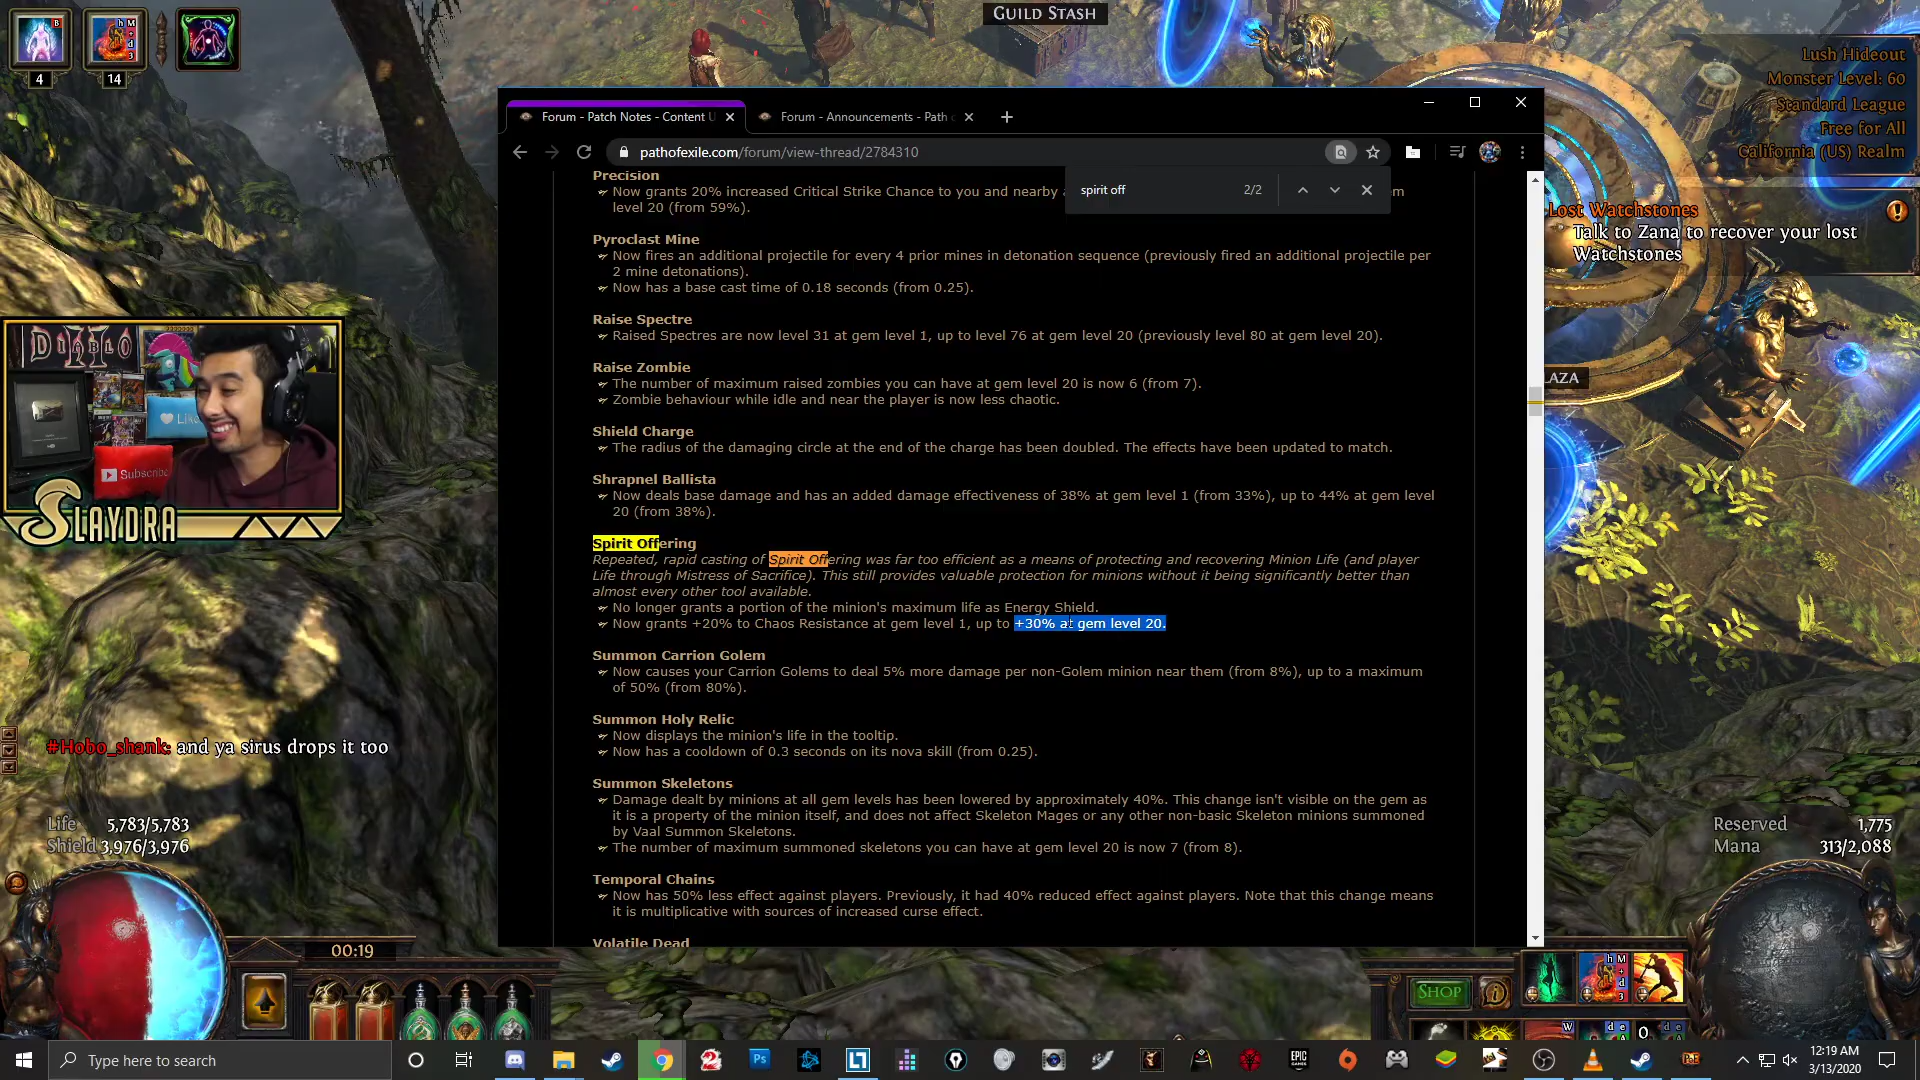 GUILD STASH
B
4
h M
+
d
3
14
Lush Hideout
Monster Level: 60
Standard League
Free for All
California (US) Realm
Lost Watchstones
Talk to Zana to recover your lost
Watchstones
Forum - Patch Notes - Content U
Forum - Announcements - Path o
pathofexile.com/forum/view-thread/2784310
spirit off
2/2
Precision
Now grants 20% increased Critical Strike Chance to you and nearby
level 20 (from 59%).
Pyroclast Mine
Now fires an additional projectile for every 4 prior mines in detonation sequence (previously fired an additional projectile per
2 mine detonations).
Now has a base cast time of 0.18 seconds (from 0.25).
Raise Spectre
Raised Spectres are now level 31 at gem level 1, up to level 76 at gem level 20 (previously level 80 at gem level 20).
Raise Zombie
The number of maximum raised zombies you can have at gem level 20 is now 6 (from 7).
Zombie behaviour while idle and near the player is now less chaotic.
Shield Charge
The radius of the damaging circle at the end of the charge has been doubled. The effects have been updated to match.
Shrapnel Ballista
Now deals base damage and has an added damage effectiveness of 38% at gem level 1 (from 33%), up to 44% at gem level
20 (from 38%).
Spirit Offering
Repeated, rapid casting of Spirit Offering was far too efficient as a means of protecting and recovering Minion Life (and player
Life through Mistress of Sacrifice). This still provides valuable protection for minions without it being significantly better than
almost every other tool available.
No longer grants a portion of the minion's maximum life as Energy Shield.
Now grants +20% to Chaos Resistance at gem level 1, up to +30% at gem level 20.
Summon Carrion Golem
Now causes your Carrion Golems to deal 5% more damage per non-Golem minion near them (from 8%), up to a maximum
of 50% (from 80%).
Summon Holy Relic
Now displays the minion's life in the tooltip.
Now has a cooldown of 0.3 seconds on its nova skill (from 0.25).
Summon Skeletons
Damage dealt by minions at all gem levels has been lowered by approximately 40%. This change isn't visible on the gem as
it is a property of the minion itself, and does not affect Skeleton Mages or any other non-basic Skeleton minions summoned
by Vaal Summon Skeletons.
The number of maximum summoned skeletons you can have at gem level 20 is now 7 (from 8).
Temporal Chains
Now has 50% less effect against players. Previously, it had 40% reduced effect against players. Note that this change means
it is multiplicative with sources of increased curse effect.
Volatile Dead
LAZA
DIABLO
Like
Subscribe
SLAYDRA
#Hobo_shank: and ya sirus drops it too
Life 5,783/5,783
Shield 3,976/3,976
00:19
Reserved 1,775
Mana 313/2,088
SHOP
Type here to search
Ps
EPIC GAMES
12:19 AM
3/13/2020